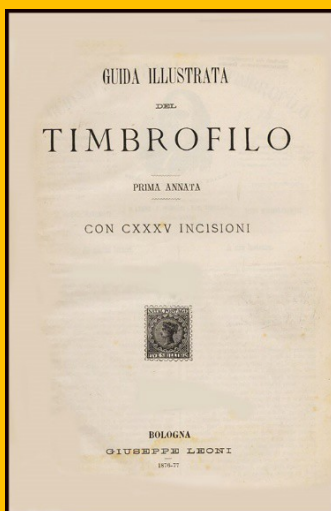 GUIDA ILLUSTRATA
DEL
TIMBROFILO
PRIMA ANNATA
CON CXXXV INCISIONI
BOLOGNA
GIUSEPPE LEONI
1876-77